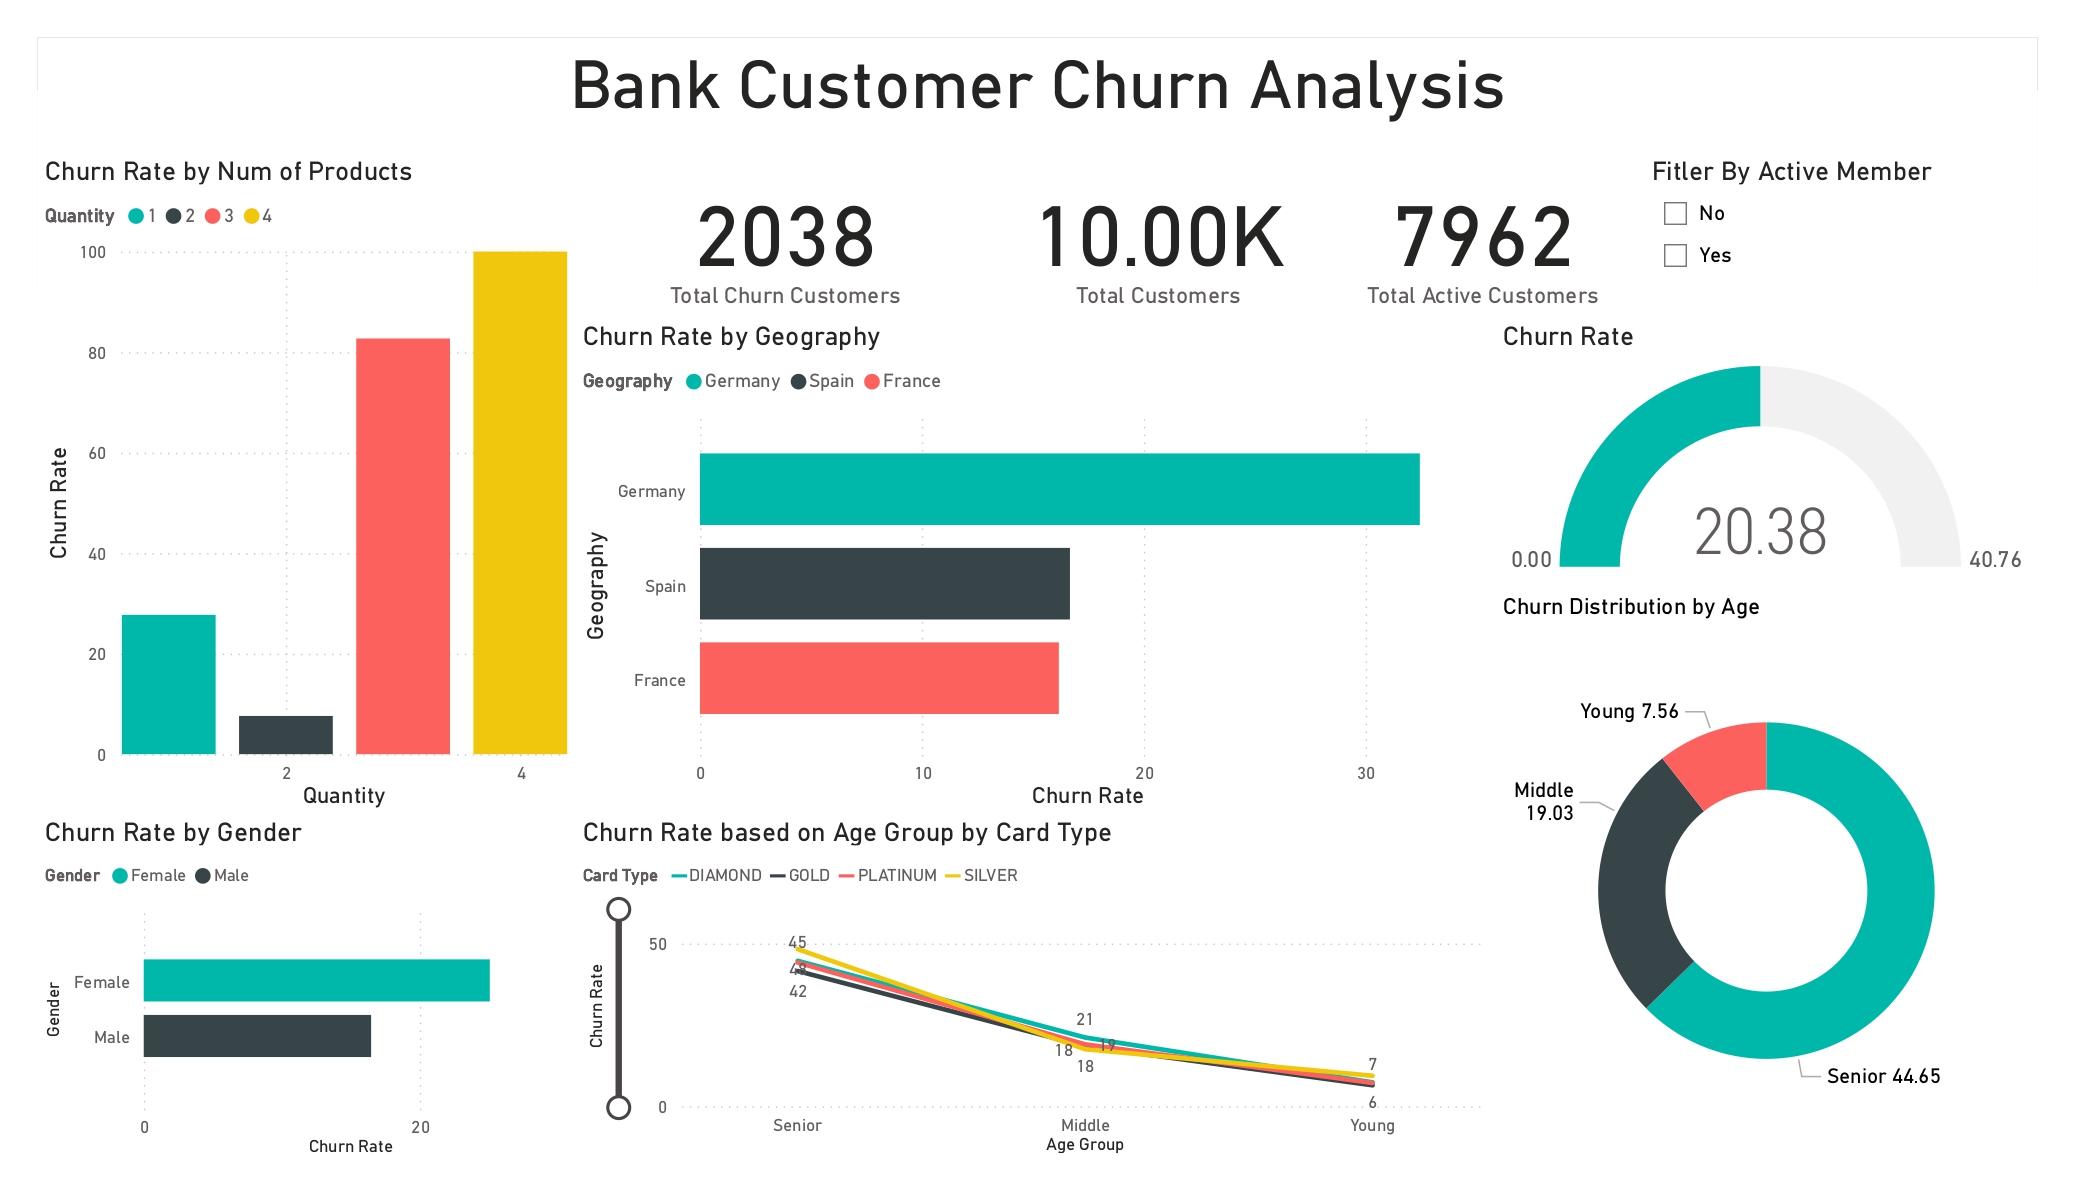 Bank Customer Churn Analysis
Churn Rate by Num of Products
Quantity 1 2 3 4
100
80
60
40
20
0
2 4
Churn Rate
Quantity
2038
Total Churn Customers
10.00K
Total Customers
7962
Total Active Customers
Fitler By Active Member
No
Yes
Churn Rate by Geography
Geography Germany Spain France
Geography
Germany
Spain
France
0 10 20 30
Churn Rate
Churn Rate
20.38
0.00 40.76
Churn Distribution by Age
Young 7.56
Middle
19.03
Senior 44.65
Churn Rate by Gender
Gender Female Male
Gender
Female
Male
0 20
Churn Rate
Churn Rate based on Age Group by Card Type
Card Type DIAMOND GOLD PLATINUM SILVER
Churn Rate
50
0
45
42
21
19
18
18
7
6
Senior Middle Young
Age Group